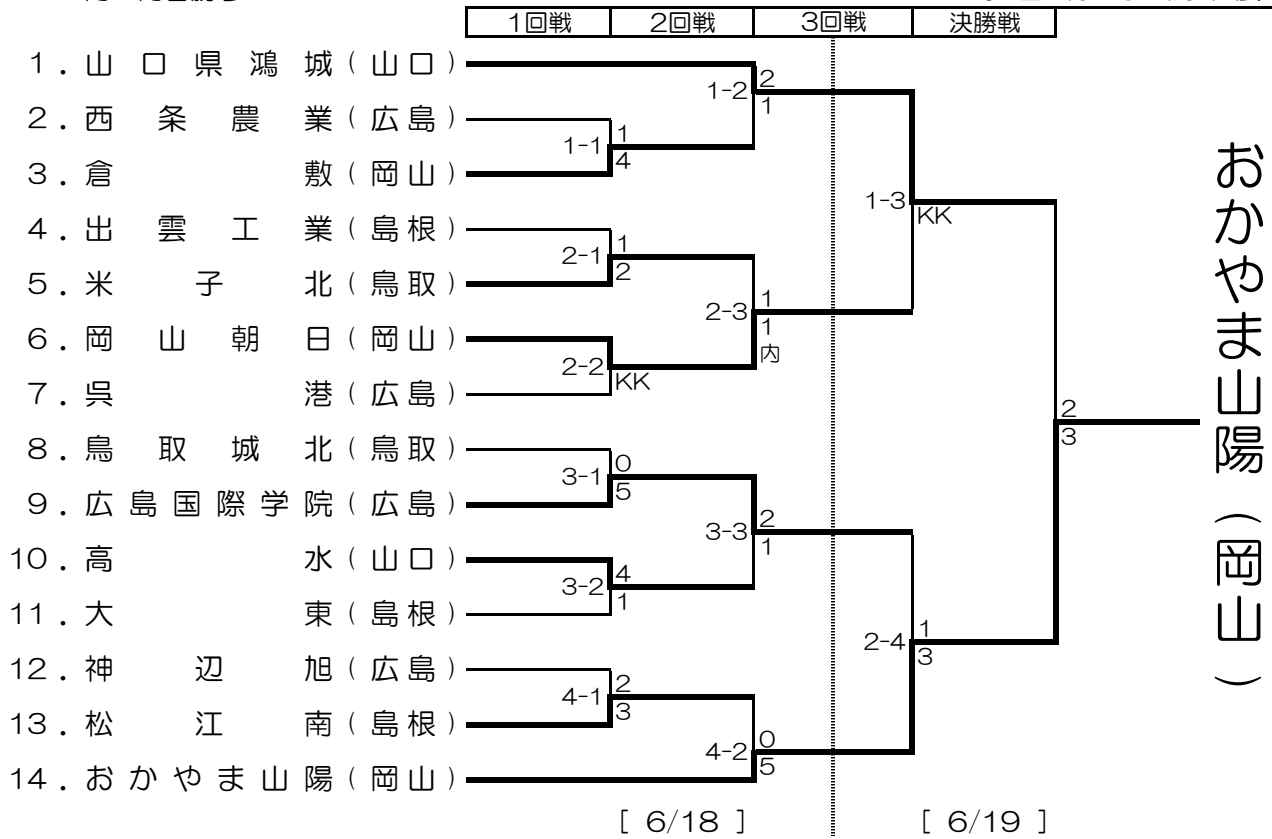 1回戦 2回戦 3回戦 決勝戦
1．山口県鴻城（山口）
2．西条農業（広島）
3．倉敷（岡山）
4．出雲工業（島根）
5．米子北（鳥取）
6．岡山朝日（岡山）
7．呉港（広島）
8．鳥取城北（鳥取）
9．広島国際学院（広島）
10．高水（山口）
11．大東（島根）
12．神辺旭（広島）
13．松江南（島根）
14．おかやま山陽（岡山）
1-1 1 4
2-1 1 2
2-2 KK
3-1 0 5
3-2 4 1
4-1 2 3
1-2 2 1
2-3 1 1 内
3-3 2 1
4-2 0 5
1-3 KK
2-4 1 3
2 3
おかやま山陽（岡山）
[ 6/18 ] [ 6/19 ]